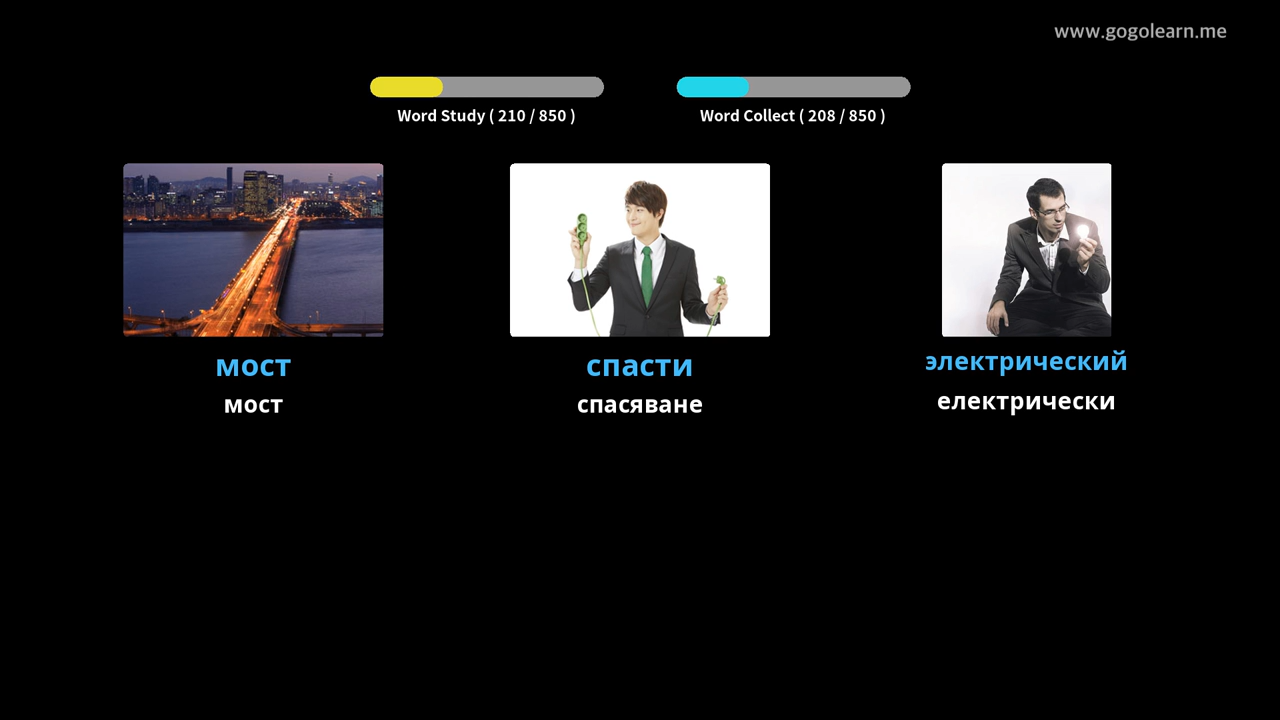 www.gogolearn.me
Word Study ( 210 / 850 )
Word Collect ( 208 / 850 )
мост
спасти
электрический
мост
спасяване
електрически